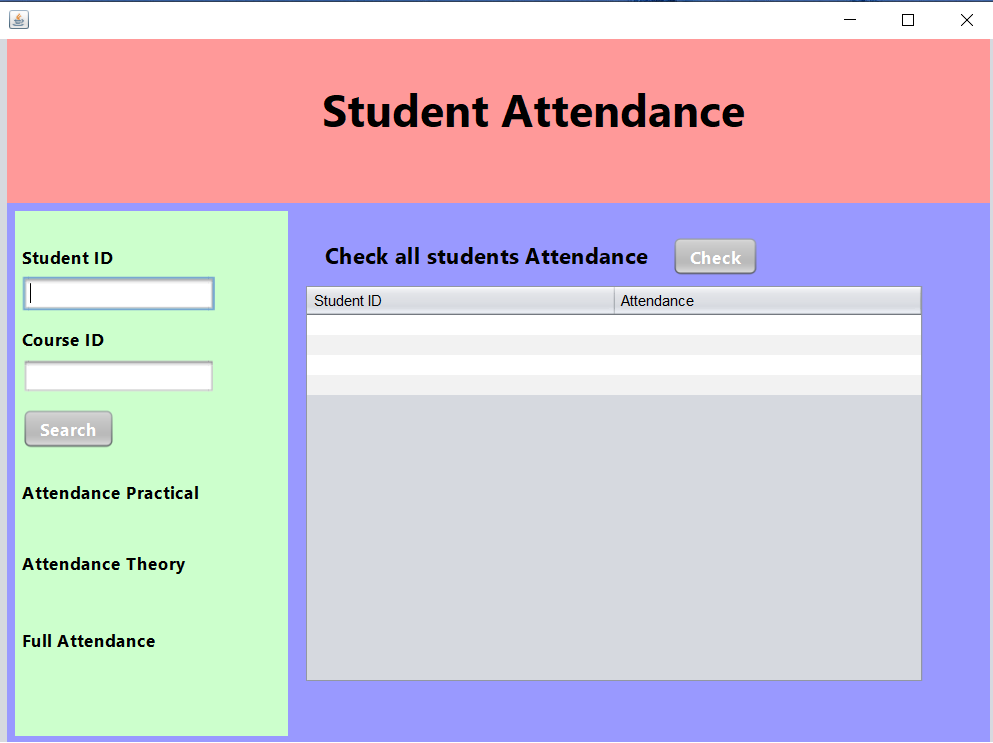 Student Attendance
Student ID
Course ID
Search
Attendance Practical
Attendance Theory
Full Attendance
Check all students Attendance
Check
Student ID Attendance